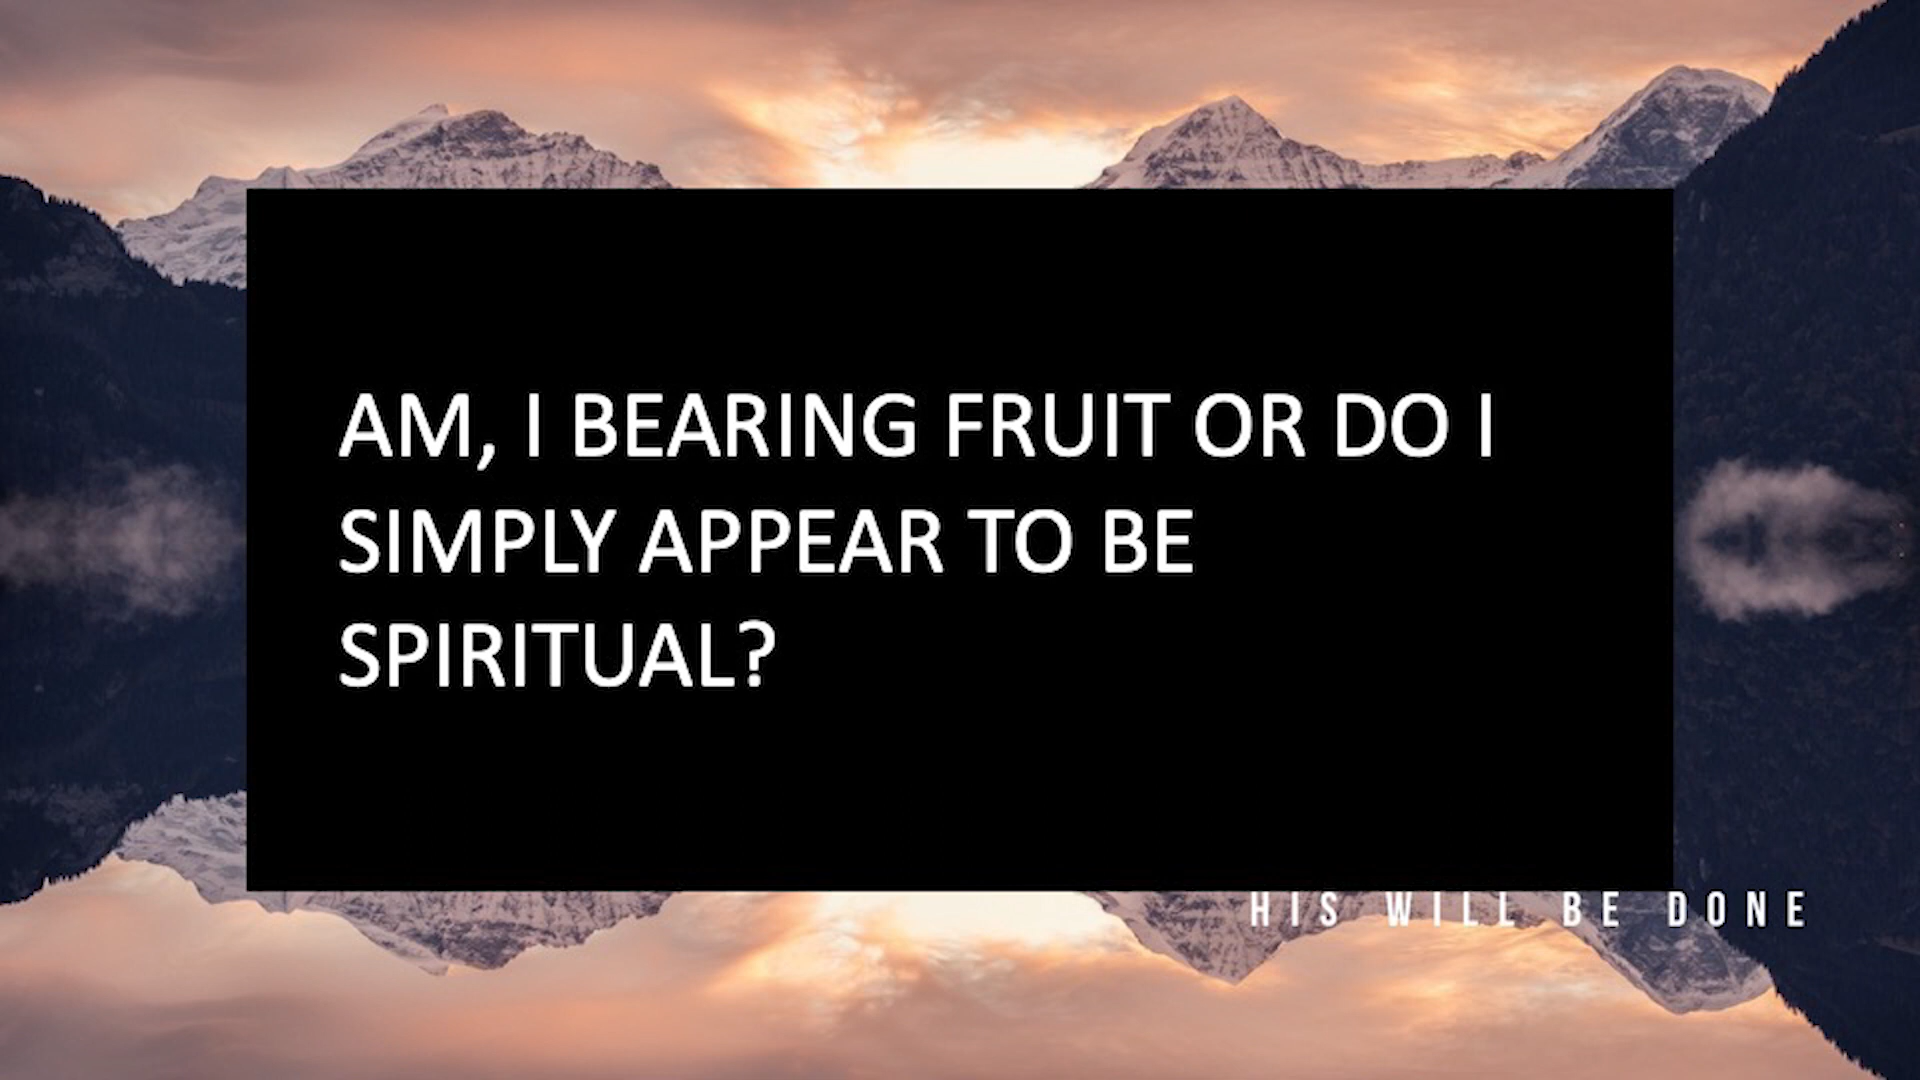 AM, I BEARING FRUIT OR DO I
SIMPLY APPEAR TO BE
SPIRITUAL?
HIS WILL BE DONE